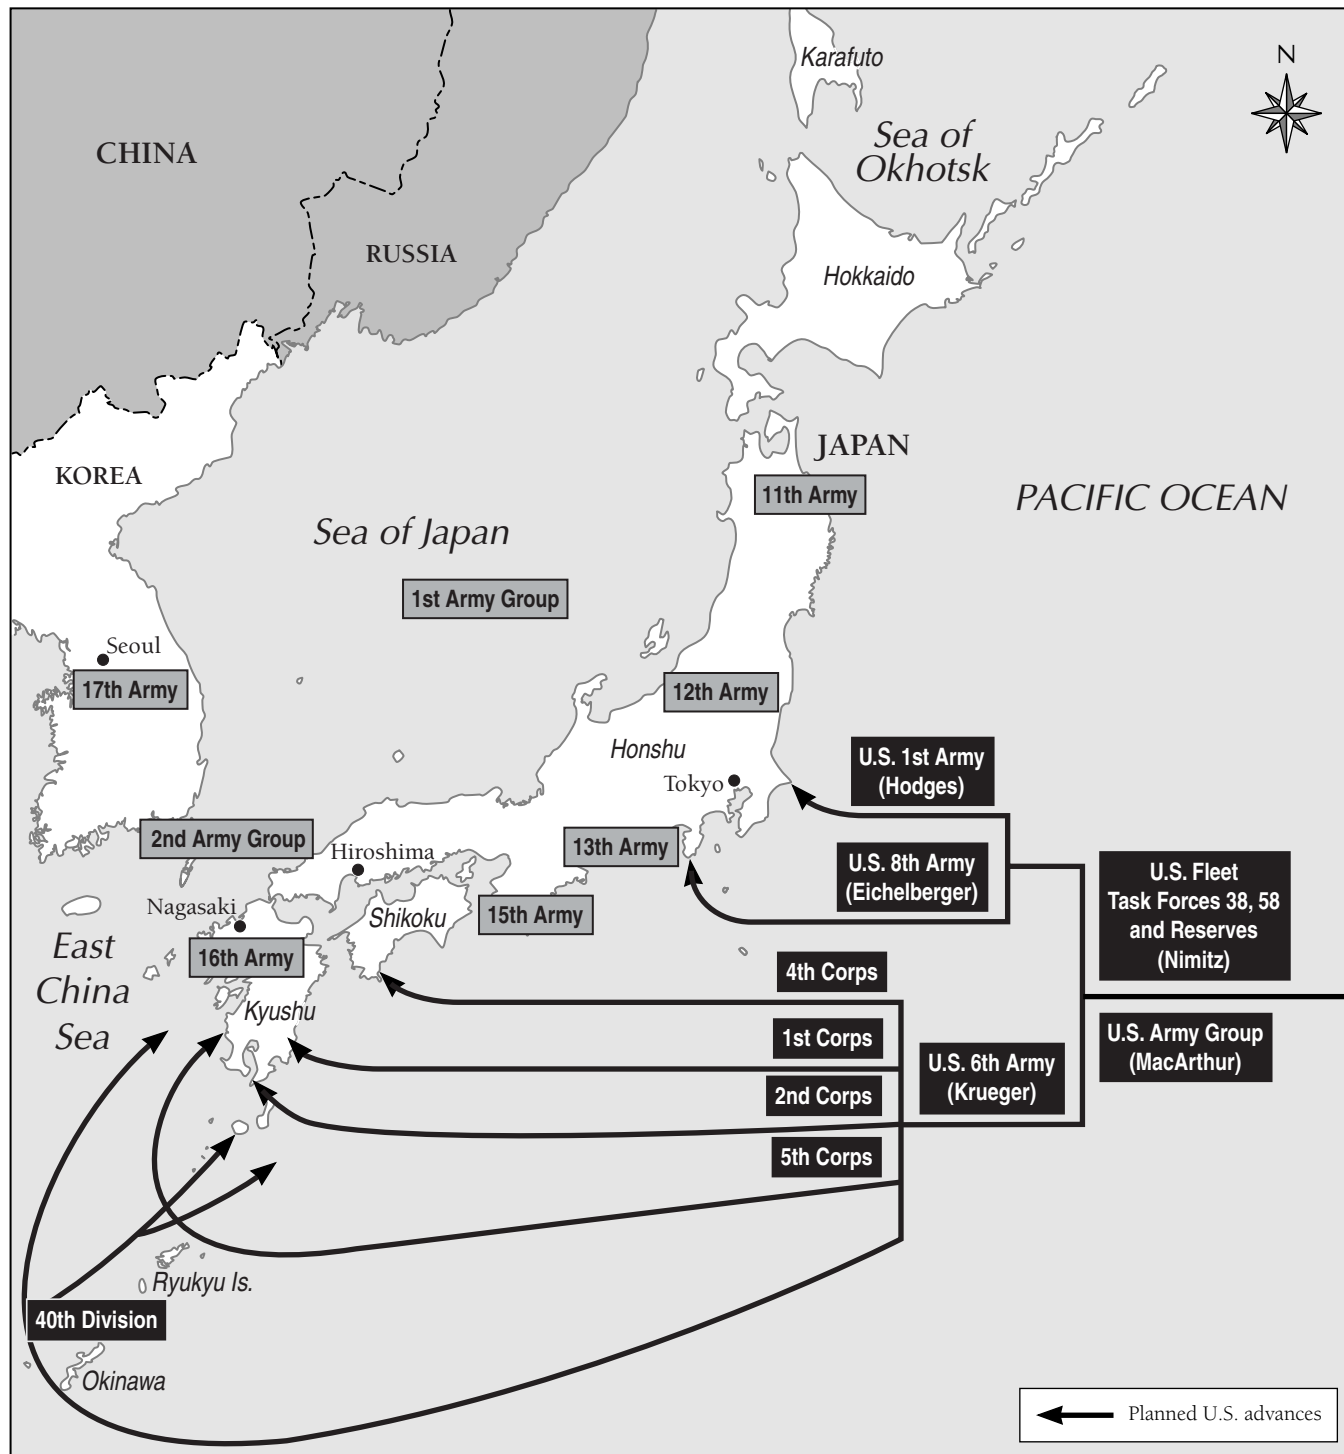 Karafuto
N
Sea of
Okhotsk
CHINA
RUSSIA
Hokkaido
JAPAN
KOREA
11th Army
PACIFIC OCEAN
Sea of Japan
1st Army Group
Seoul
17th Army
12th Army
Honshu
Tokyo
U.S. 1st Army
(Hodges)
2nd Army Group
Hiroshima
13th Army
U.S. 8th Army
(Eichelberger)
U.S. Fleet
Task Forces 38, 58
and Reserves
(Nimitz)
Nagasaki
Shikoku
15th Army
East
China
Sea
16th Army
Kyushu
4th Corps
1st Corps
2nd Corps
5th Corps
U.S. 6th Army
(Krueger)
U.S. Army Group
(MacArthur)
Ryukyu Is.
40th Division
Okinawa
Planned U.S. advances